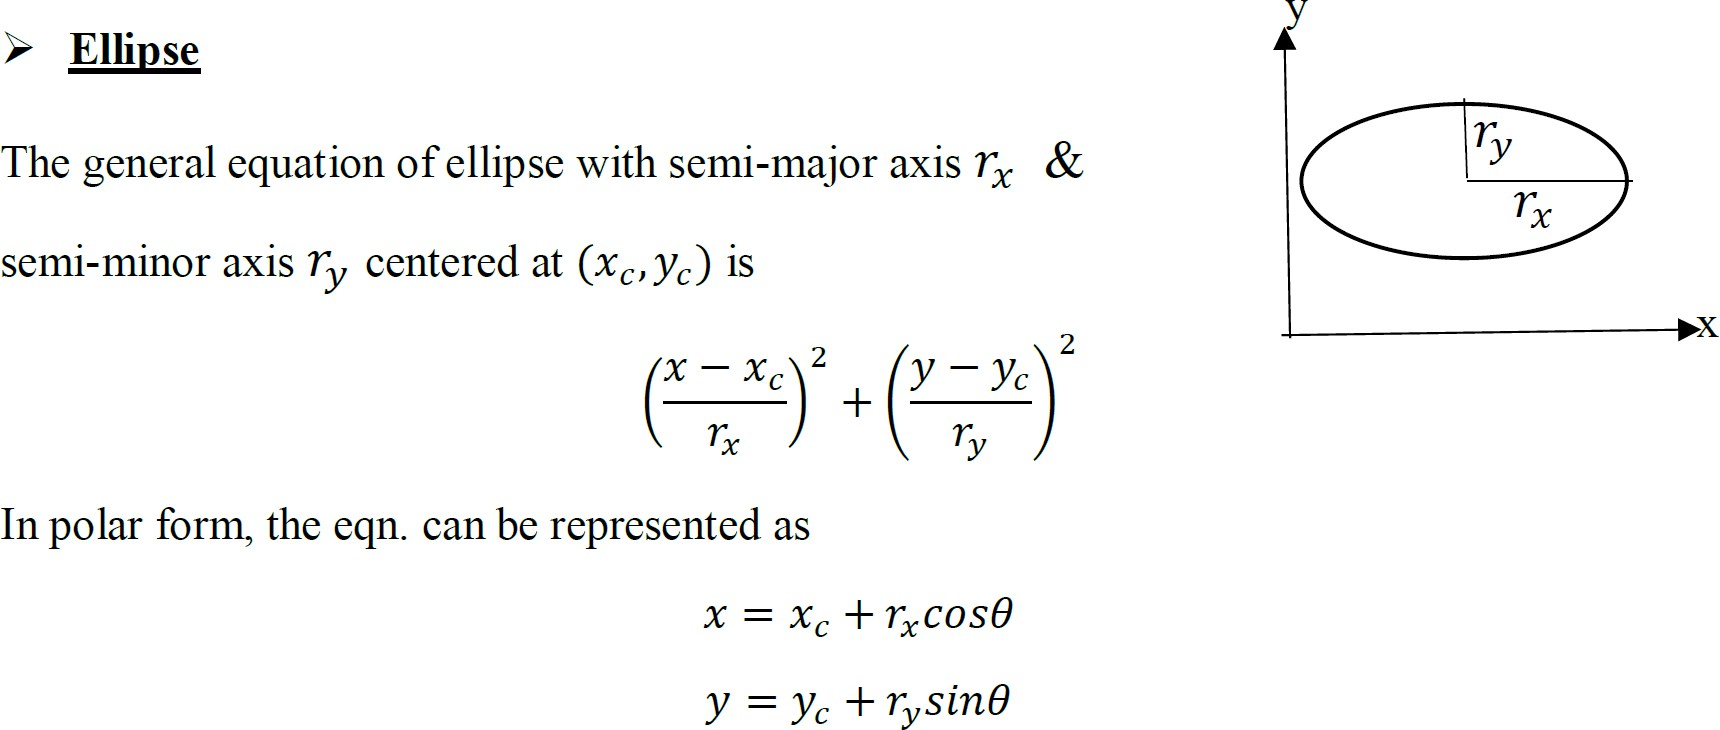 ➢ Ellipse
The general equation of ellipse with semi-major axis rₓ &
semi-minor axis r_y centered at (x_c, y_c) is
((x − x_c)/r_x)² + ((y − y_c)/r_y)²
In polar form, the eqn. can be represented as
x = x_c + r_x cosθ
y = y_c + r_y sinθ
y
r_y
r_x
x